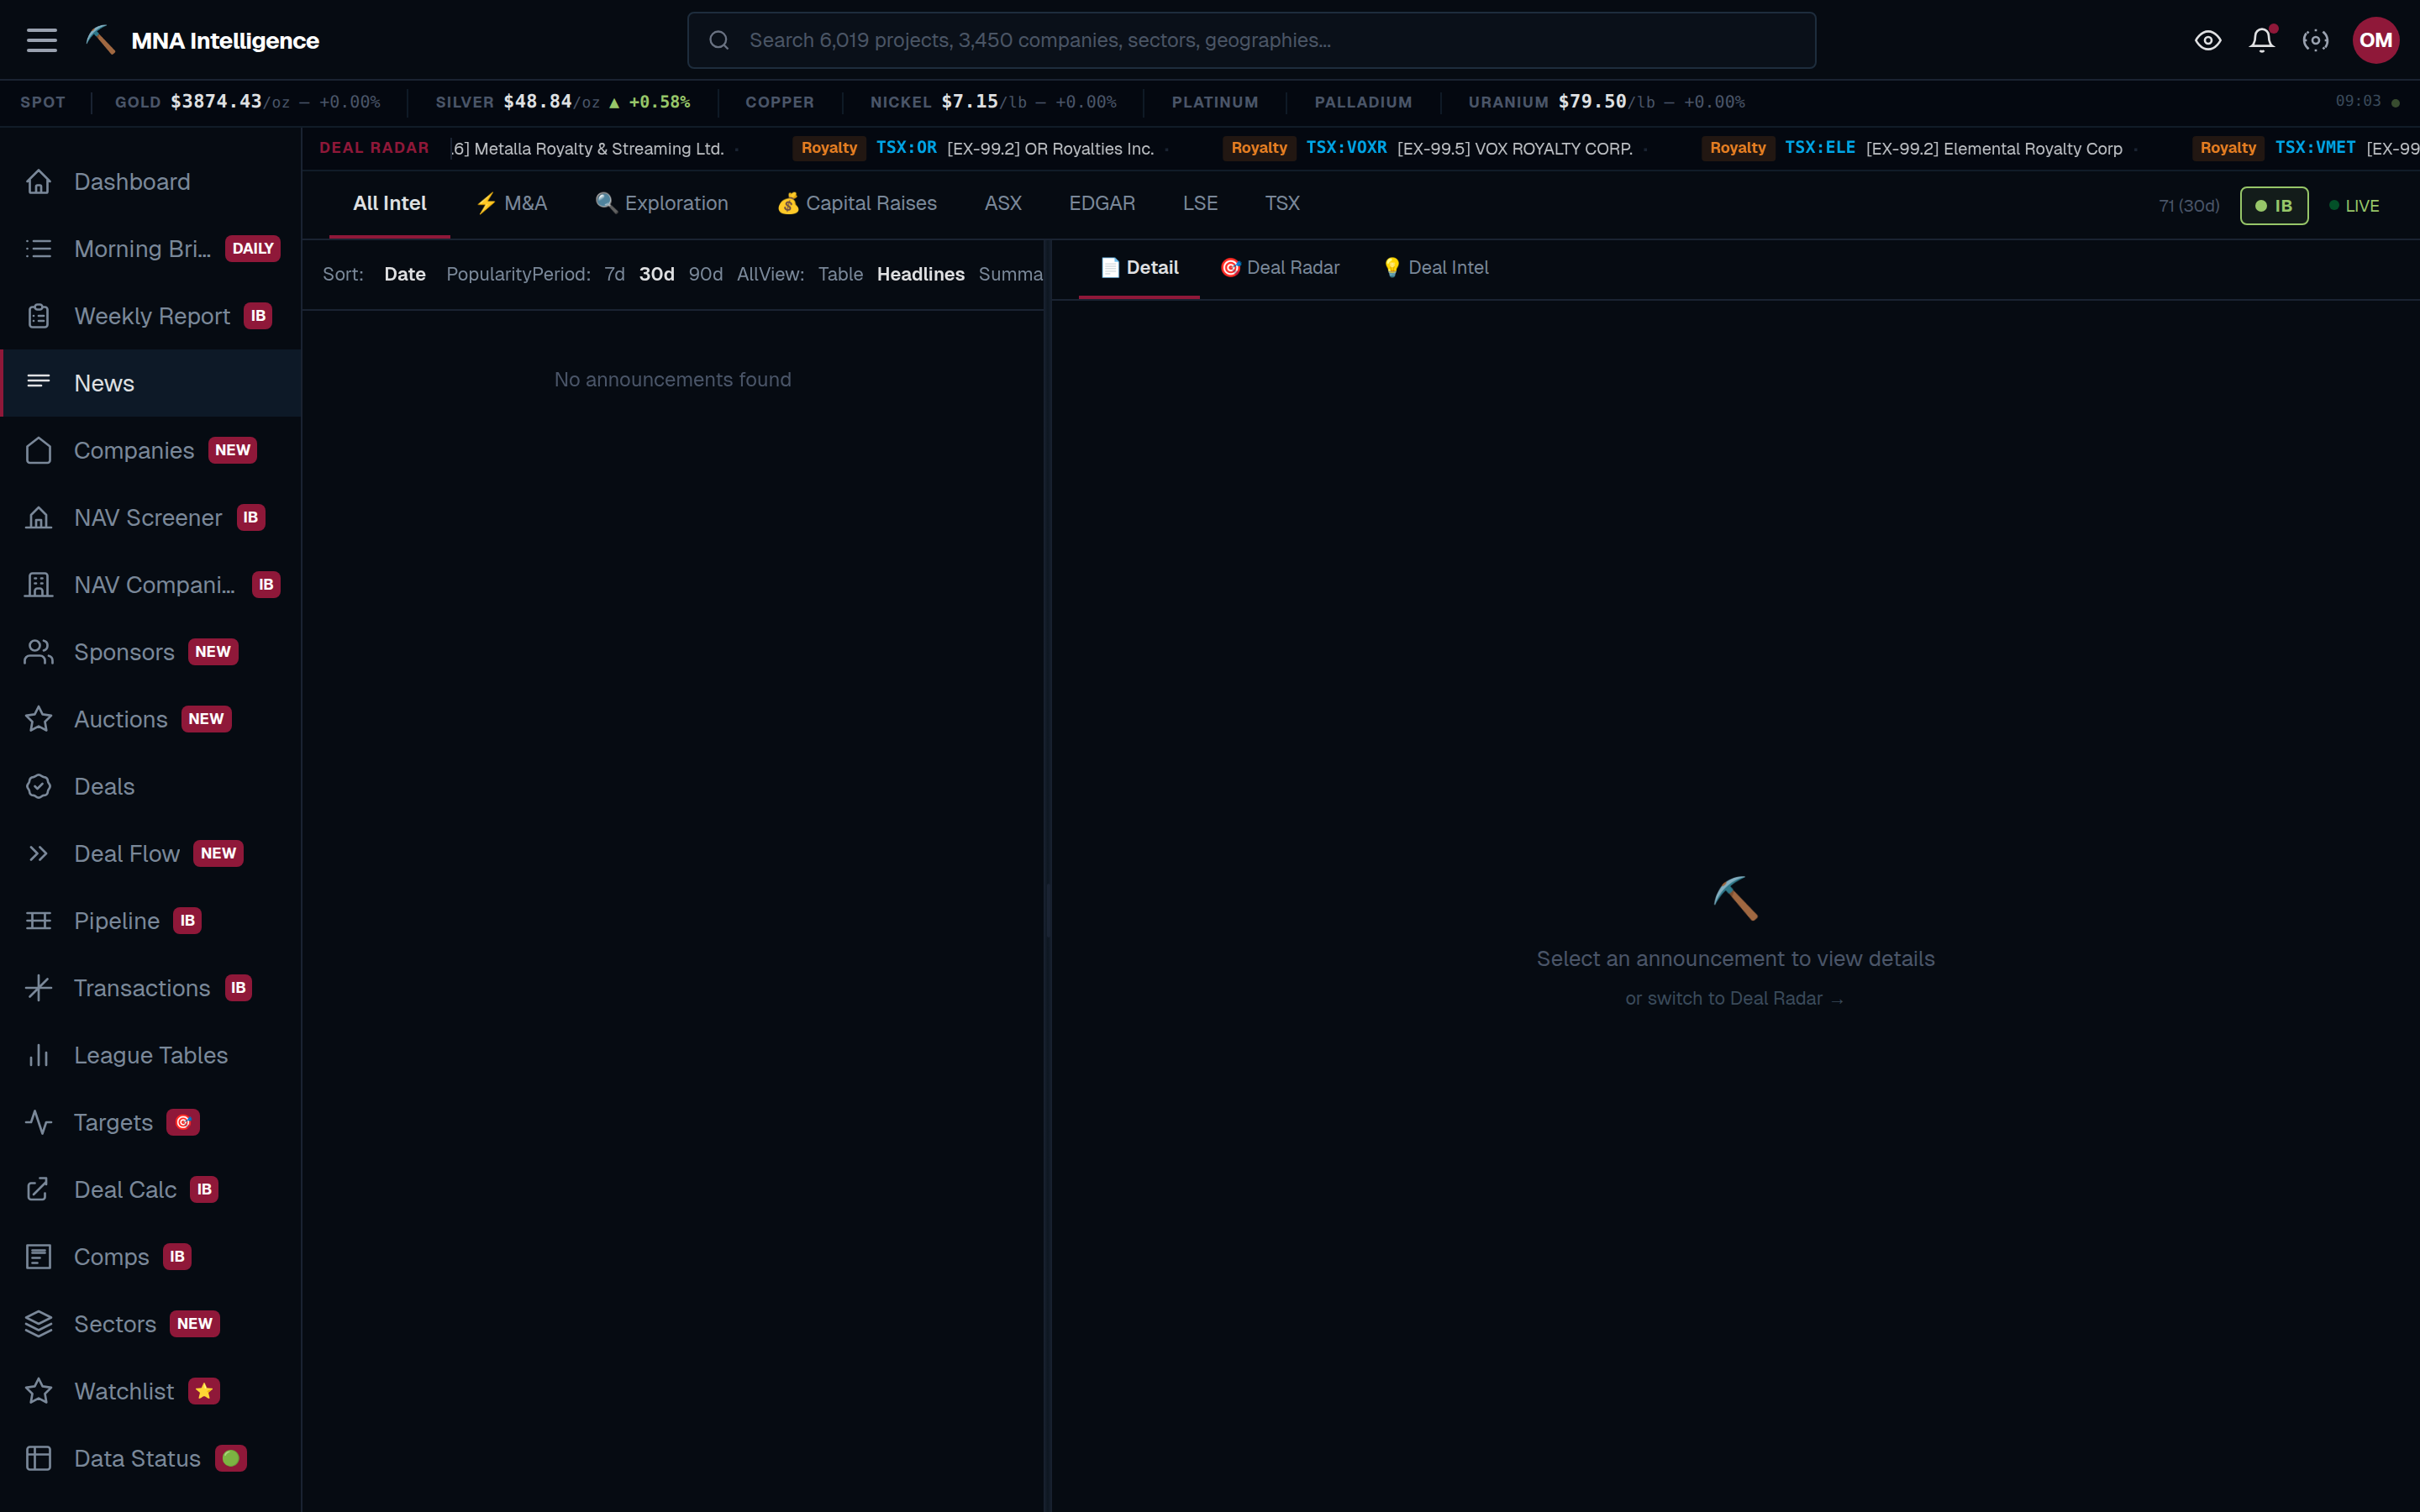 MNA Intelligence
Search 6,019 projects, 3,450 companies, sectors, geographies...
OM
SPOT GOLD $3874.43/oz — +0.00% SILVER $48.84/oz ▲ +0.58% COPPER NICKEL $7.15/lb — +0.00% PLATINUM PALLADIUM URANIUM $79.50/lb — +0.00% 09:03
DEAL RADAR .6] Metalla Royalty & Streaming Ltd. · Royalty TSX:OR [EX-99.2] OR Royalties Inc. · Royalty TSX:VOXR [EX-99.5] VOX ROYALTY CORP. · Royalty TSX:ELE [EX-99.2] Elemental Royalty Corp · Royalty TSX:VMET [EX-99
All Intel ⚡ M&A 🔍 Exploration 💰 Capital Raises ASX EDGAR LSE TSX 71 (30d) IB LIVE
Sort: Date PopularityPeriod: 7d 30d 90d AllView: Table Headlines Summa
No announcements found
📄 Detail 🎯 Deal Radar 💡 Deal Intel
Select an announcement to view details
or switch to Deal Radar →
Dashboard
Morning Bri... DAILY
Weekly Report IB
News
Companies NEW
NAV Screener IB
NAV Compani... IB
Sponsors NEW
Auctions NEW
Deals
Deal Flow NEW
Pipeline IB
Transactions IB
League Tables
Targets 🎯
Deal Calc IB
Comps IB
Sectors NEW
Watchlist ⭐
Data Status 🟢